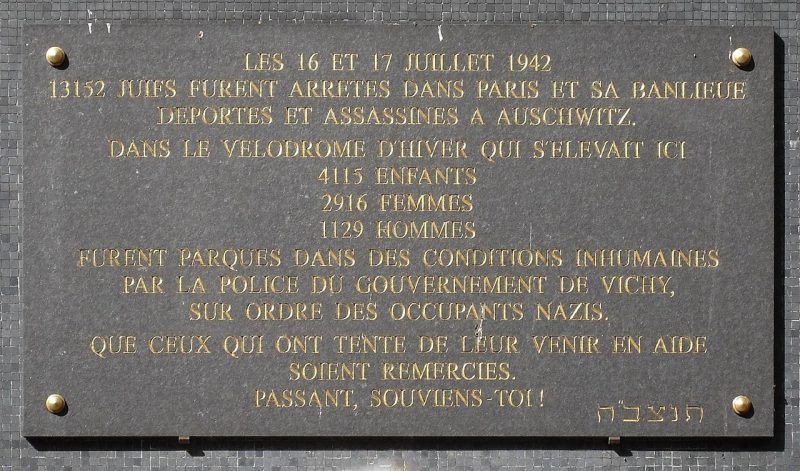 LES 16 ET 17 JUILLET 1942
13152 JUIFS FURENT ARRETES DANS PARIS ET SA BANLIEUE
DEPORTES ET ASSASSINES A AUSCHWITZ.
DANS LE VELODROME D'HIVER QUI S'ELEVAIT ICI
4115 ENFANTS
2916 FEMMES
1129 HOMMES
FURENT PARQUES DANS DES CONDITIONS INHUMAINES
PAR LA POLICE DU GOUVERNEMENT DE VICHY,
SUR ORDRE DES OCCUPANTS NAZIS.
QUE CEUX QUI ONT TENTE DE LEUR VENIR EN AIDE
SOIENT REMERCIES.
PASSANT, SOUVIENS-TOI !
תנצב״ה